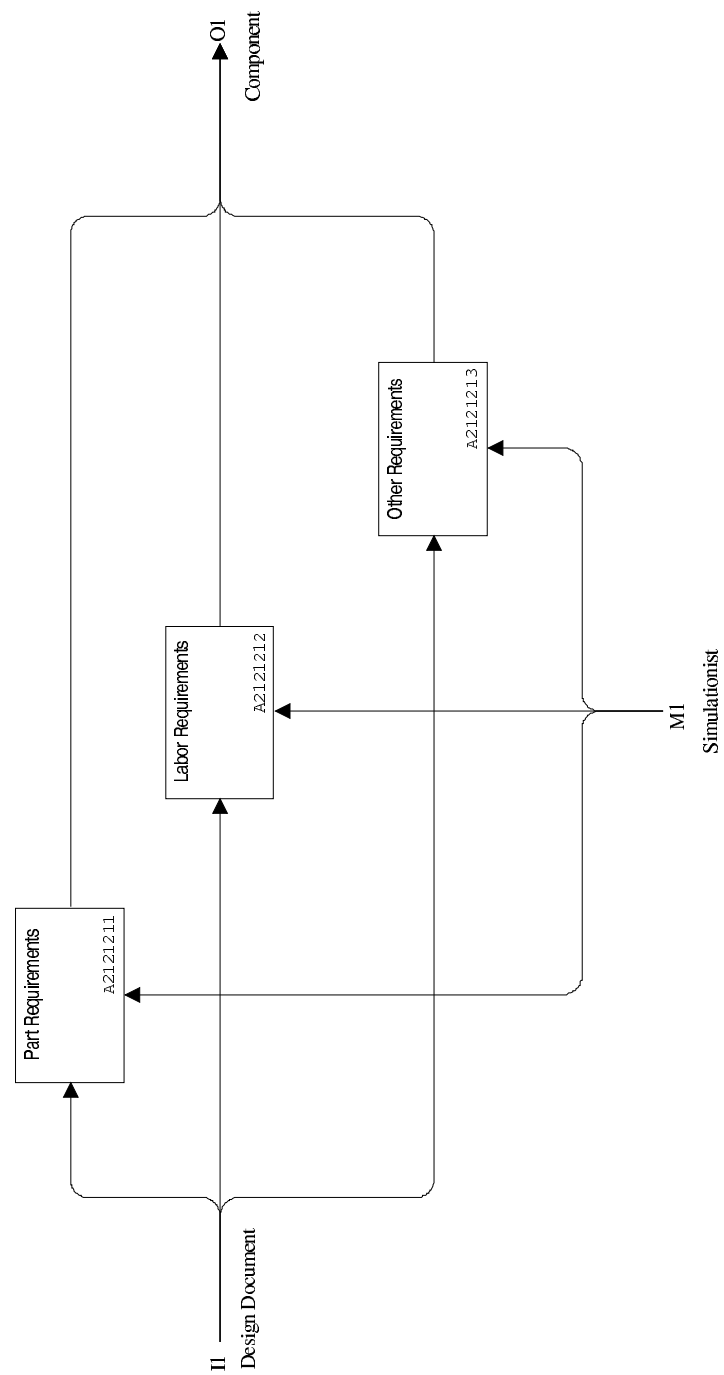 Part Requirements
A2121211
Labor Requirements
A2121212
Other Requirements
A2121213
I1
Design Document
O1
Component
M1
Simulationist